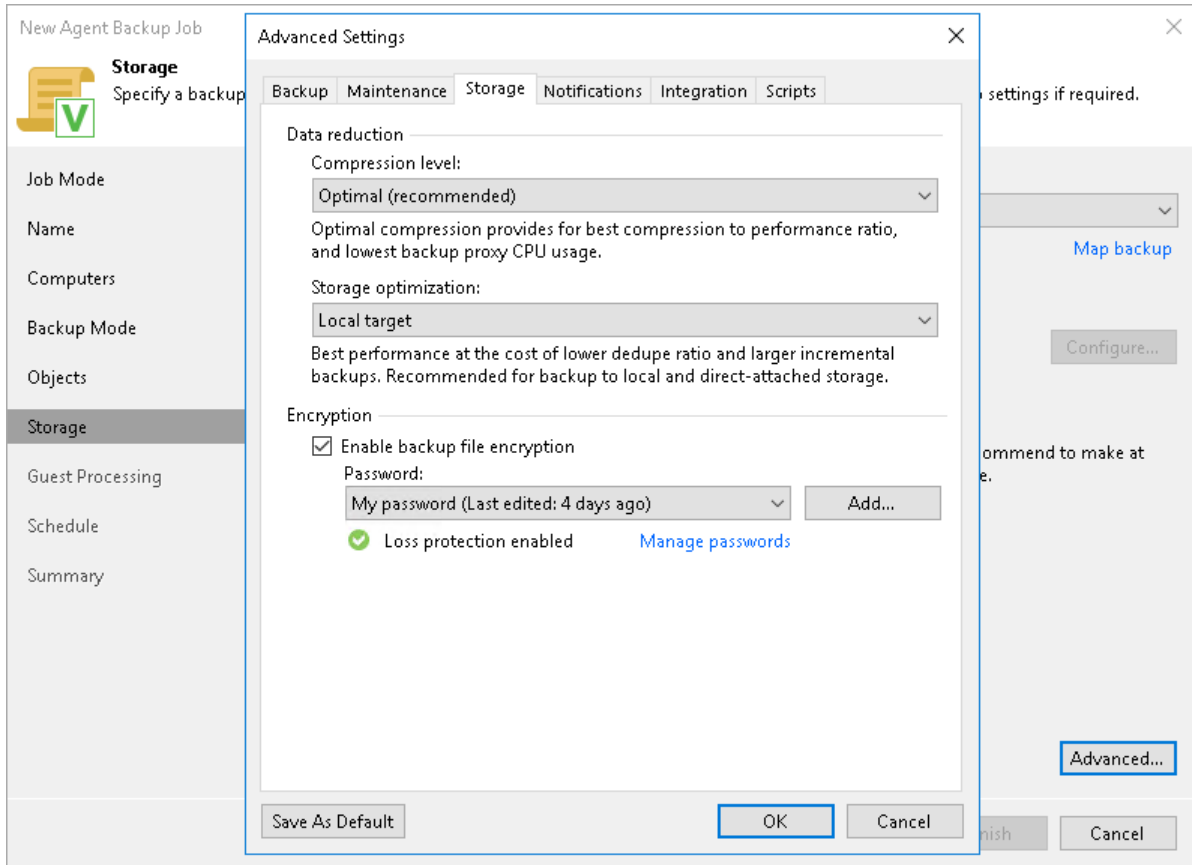 New Agent Backup Job
Storage
Specify a backup
settings if required.
Job Mode
Name
Computers
Backup Mode
Objects
Storage
Guest Processing
Schedule
Summary
Advanced Settings
Backup Maintenance Storage Notifications Integration Scripts
Data reduction
Compression level:
Optimal (recommended)
Optimal compression provides for best compression to performance ratio,
and lowest backup proxy CPU usage.
Storage optimization:
Local target
Best performance at the cost of lower dedupe ratio and larger incremental
backups. Recommended for backup to local and direct-attached storage.
Encryption
Enable backup file encryption
Password:
My password (Last edited: 4 days ago)
Add...
Loss protection enabled
Manage passwords
Save As Default
OK
Cancel
Map backup
Configure...
ommend to make at
e.
Advanced...
nish
Cancel
V